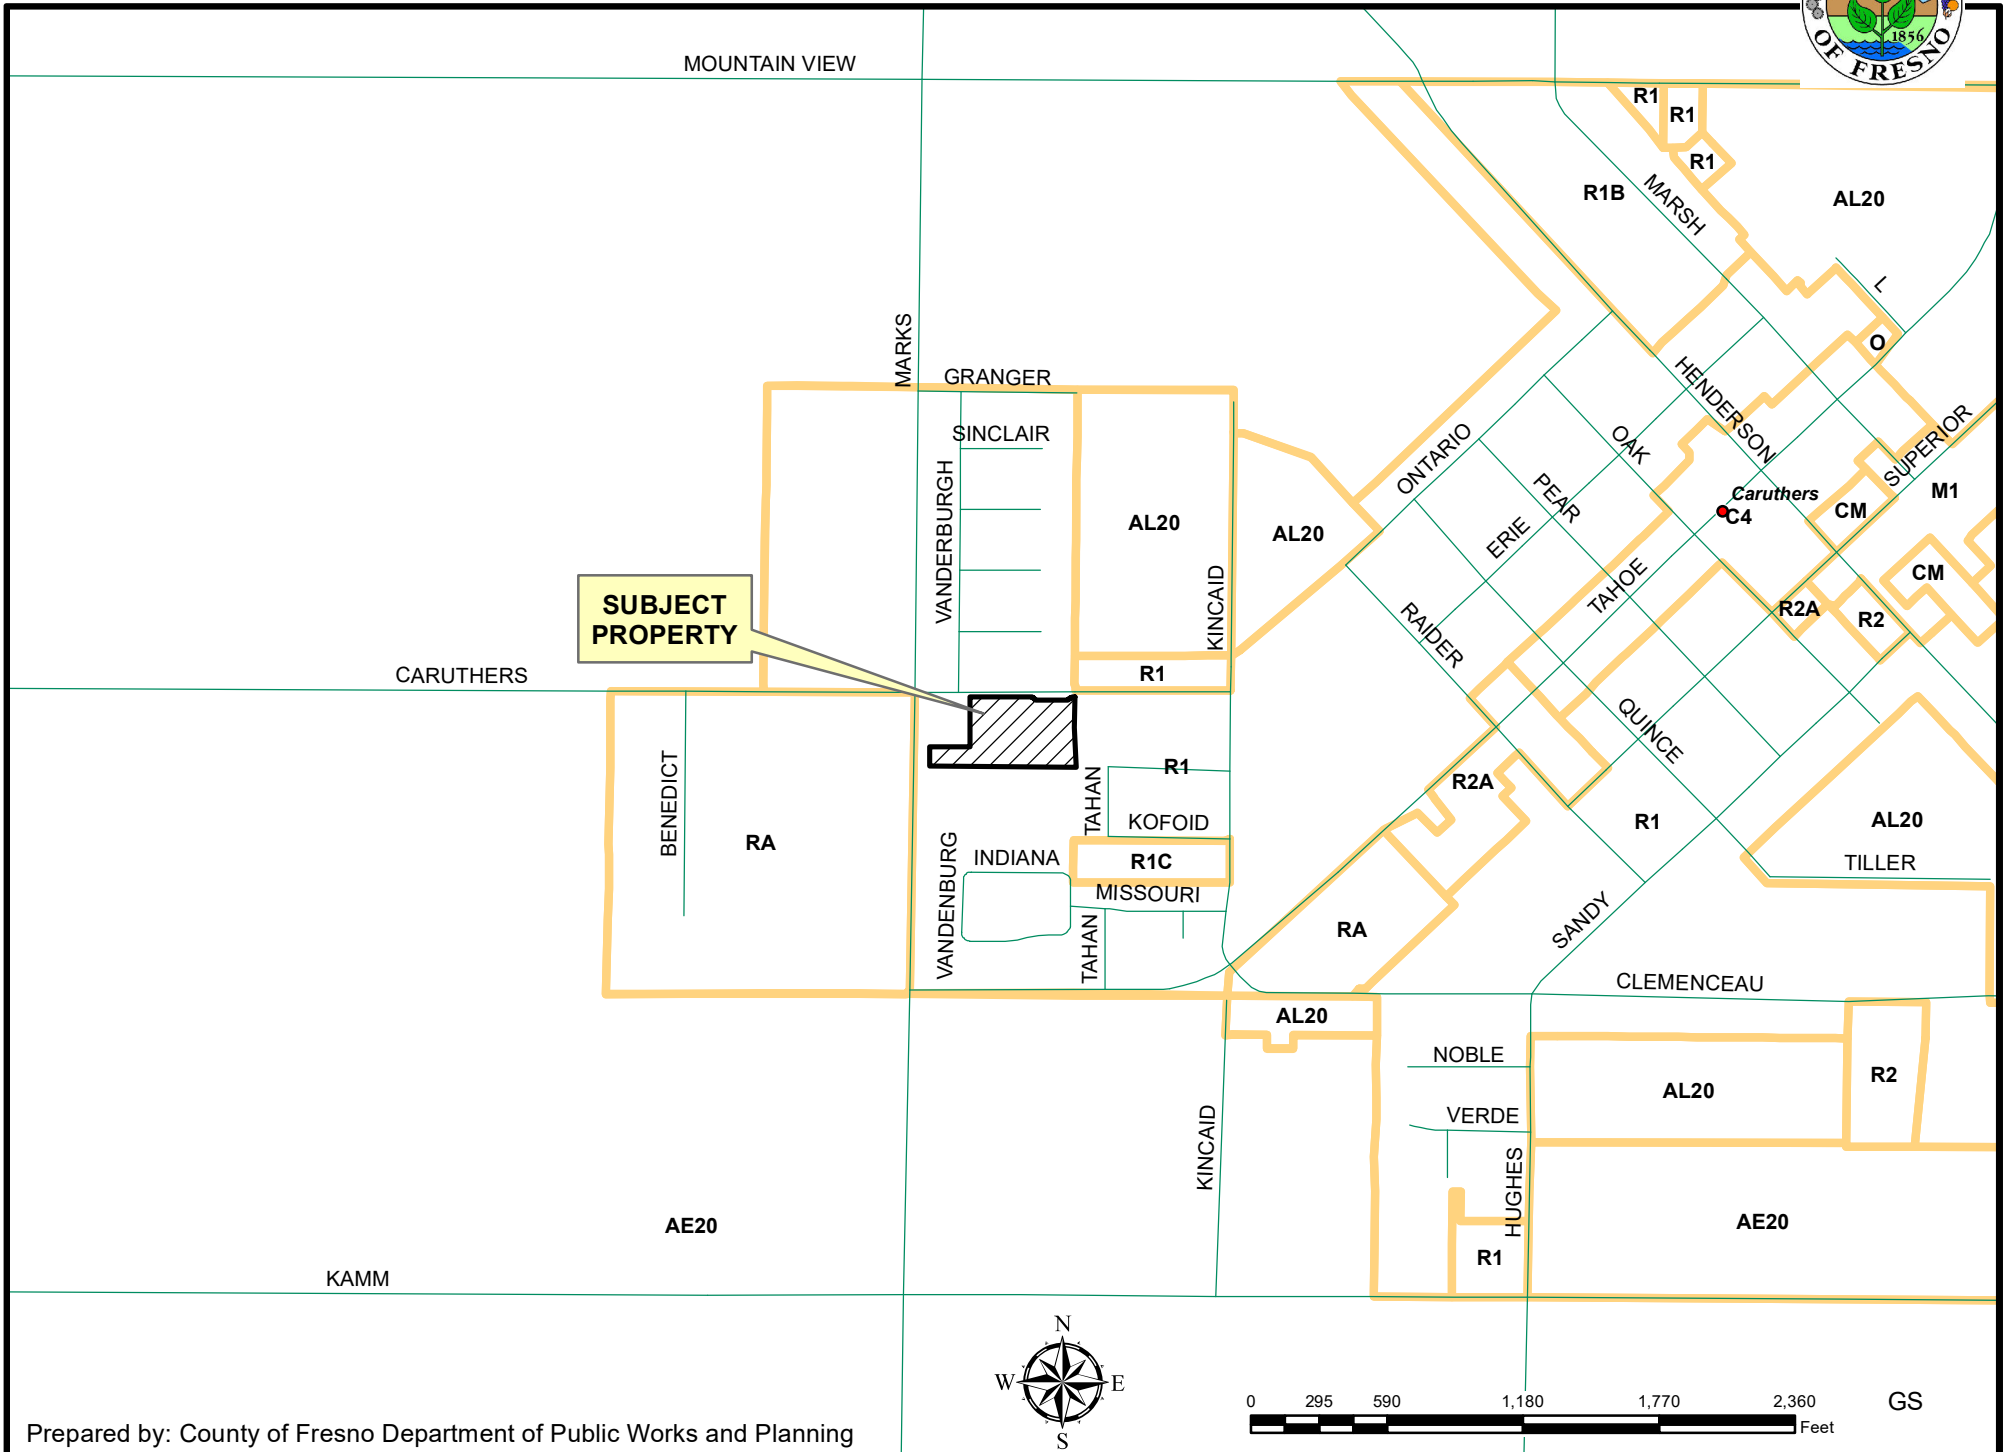 1856
OF FRESNO
MOUNTAIN VIEW
R1
R1
R1
R1B
MARSH
AL20
L
O
MARKS
GRANGER
SINCLAIR
VANDERBURGH
AL20
KINCAID
AL20
ONTARIO
HENDERSON
OAK
PEAR
ERIE
SUPERIOR
Caruthers
C4
CM
M1
CM
TAHOE
R2A
R2
RAIDER
SUBJECT
PROPERTY
CARUTHERS
R1
BENEDICT
RA
TAHAN
R1
KOFOID
R1C
INDIANA
MISSOURI
VANDENBURG
TAHAN
QUINCE
R2A
R1
AL20
TILLER
RA
SANDY
CLEMENCEAU
AL20
NOBLE
VERDE
AL20
R2
KINCAID
HUGHES
AE20
AE20
R1
KAMM
N
W
E
S
0 295 590 1,180 1,770 2,360
Feet
GS
Prepared by: County of Fresno Department of Public Works and Planning